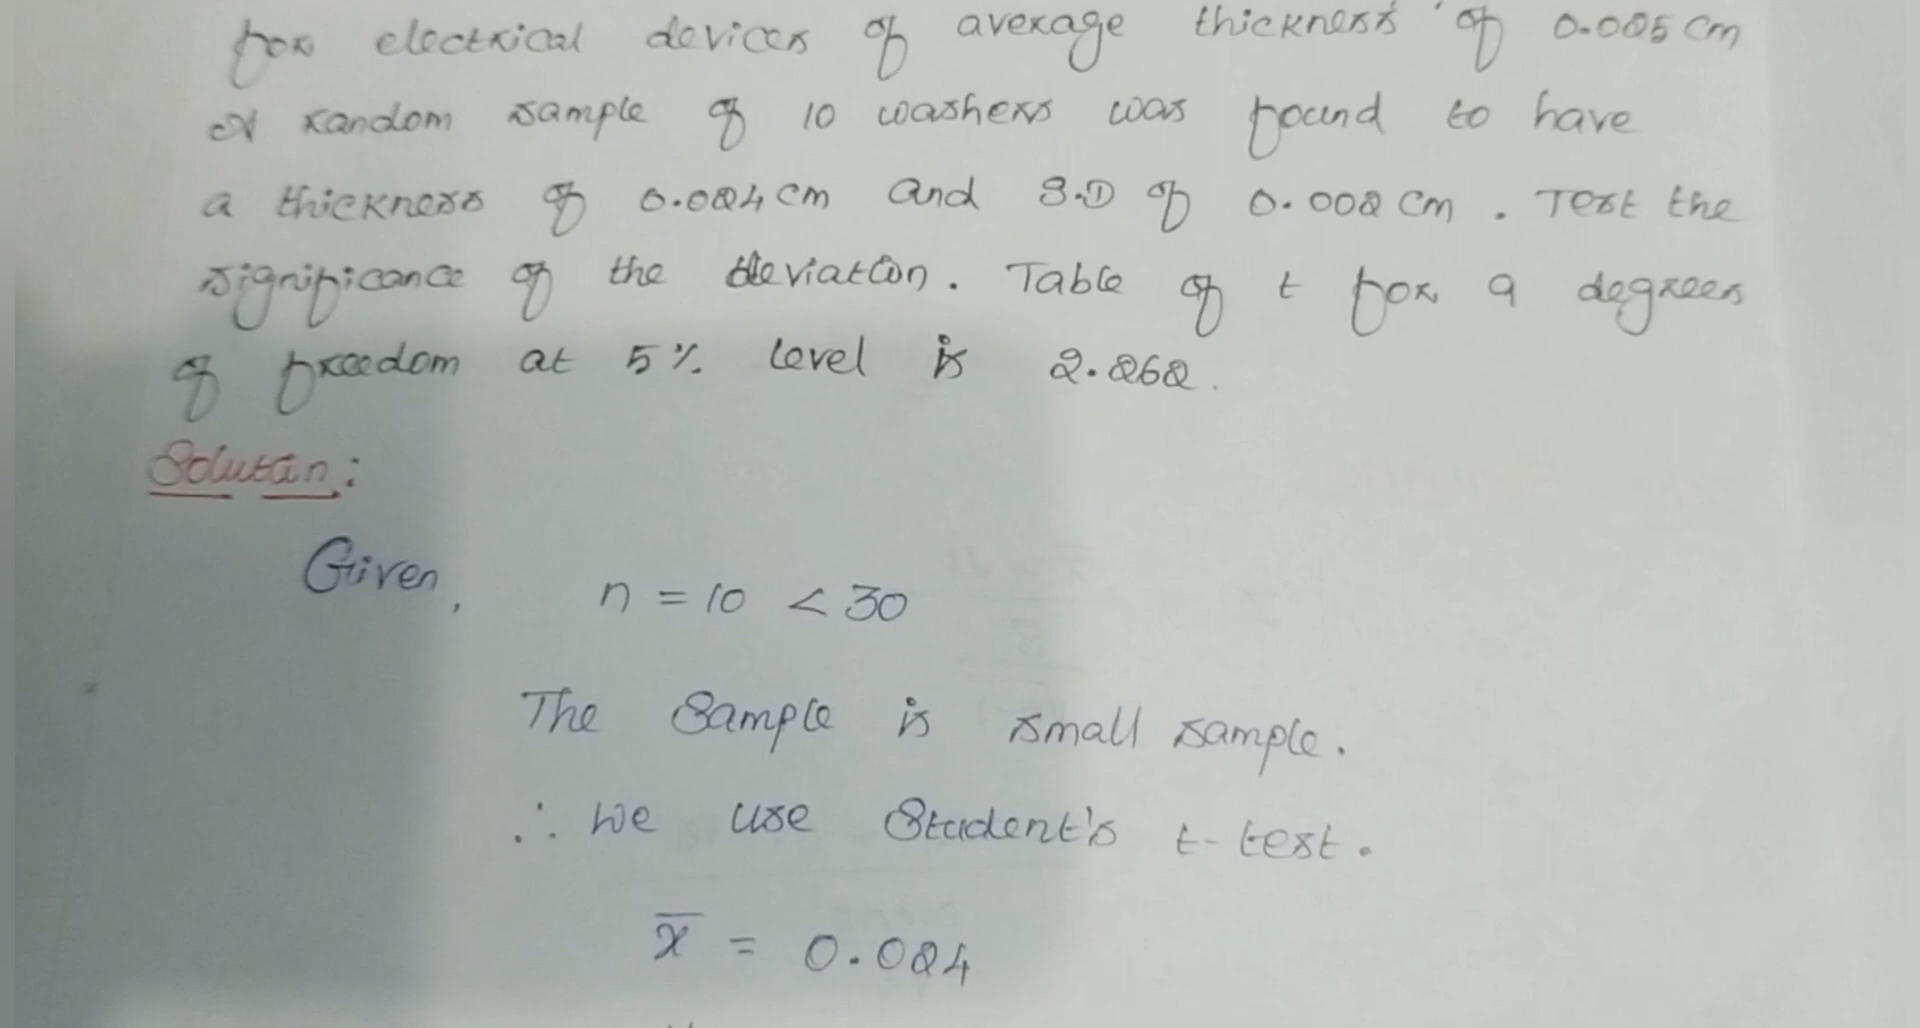 for electrical devices of average thickness of 0.025 cm
A random sample of 10 washers was found to have
a thickness of 0.024 cm and S.D of 0.002 cm. Test the
significance of the deviation. Table of t for 9 degrees
of freedom at 5% level is 2.262.
Solution:
Given,
n = 10 < 30
The Sample is small sample.
∴ we use Student's t-test.
x̅ = 0.024